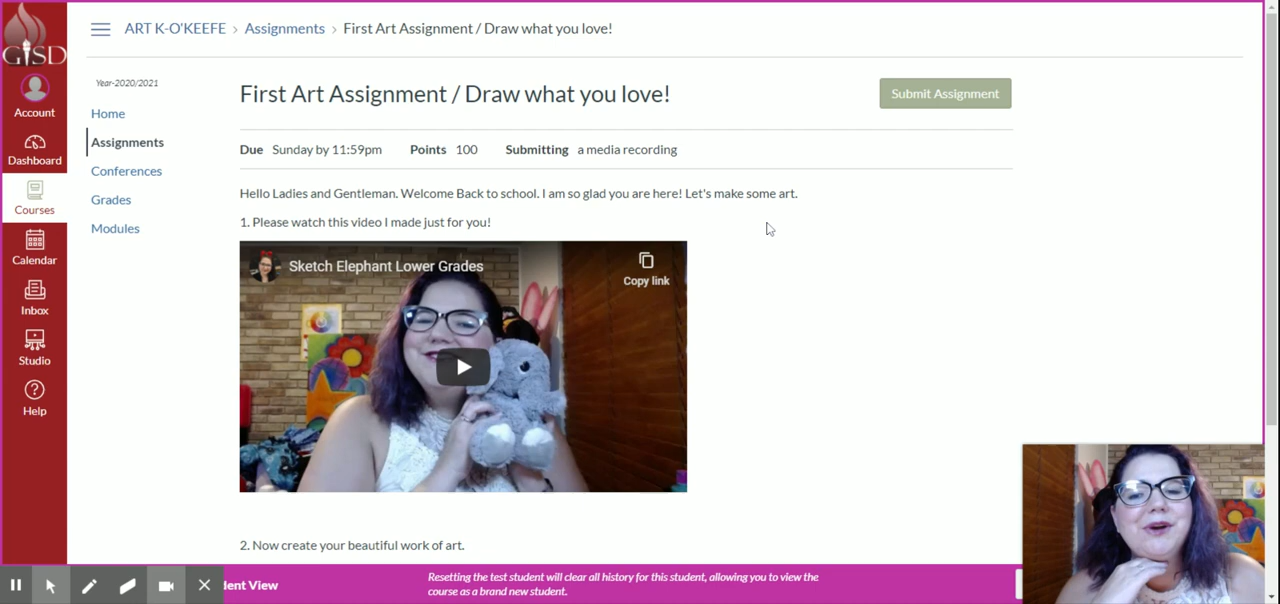 GISD
Account
Dashboard
Courses
Calendar
Inbox
Studio
Help
ART K-O'KEEFE > Assignments > First Art Assignment / Draw what you love!
Year-2020/2021
Home
Assignments
Conferences
Grades
Modules
First Art Assignment / Draw what you love!
Submit Assignment
Due Sunday by 11:59pm Points 100 Submitting a media recording
Hello Ladies and Gentleman. Welcome Back to school. I am so glad you are here! Let's make some art.
1. Please watch this video I made just for you!
Sketch Elephant Lower Grades
Copy link
2. Now create your beautiful work of art.
dent View
Resetting the test student will clear all history for this student, allowing you to view the
course as a brand new student.